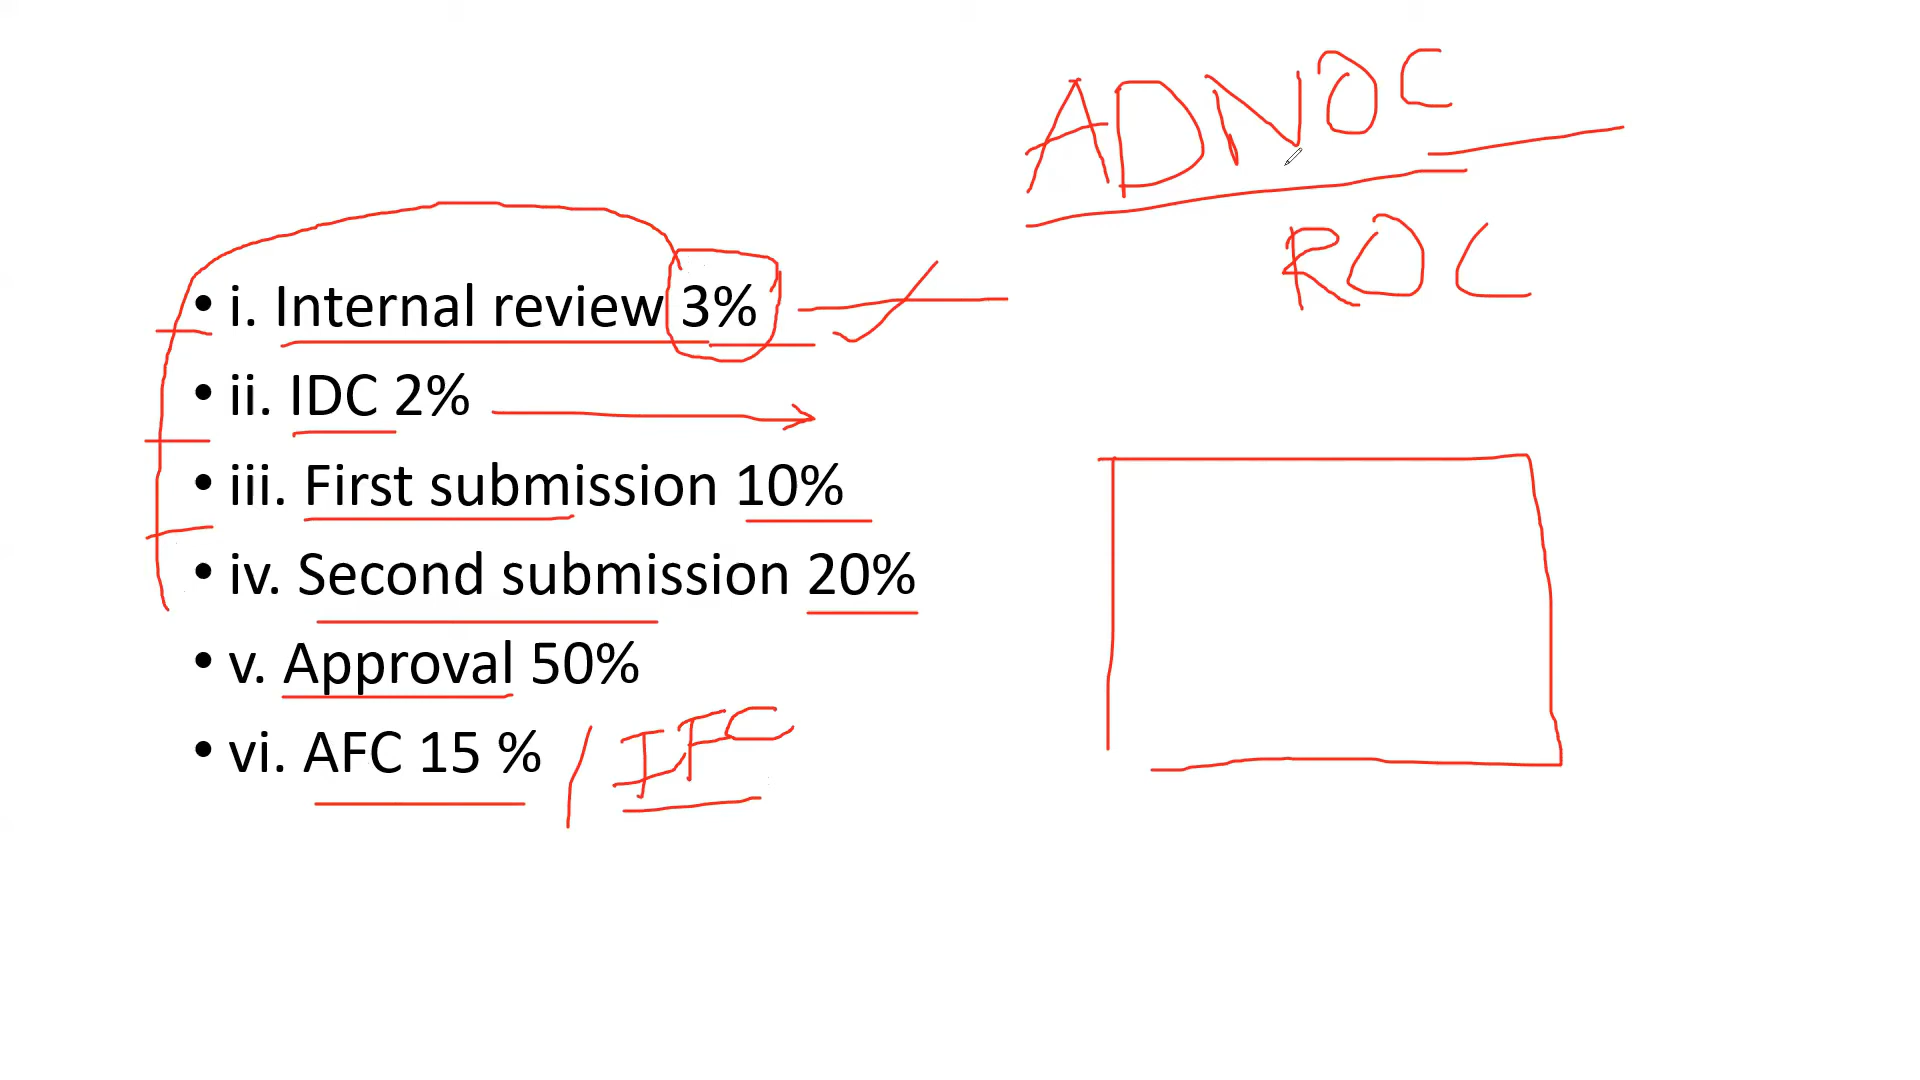 ADNOC
ROC
• i. Internal review 3%
• ii. IDC 2%
• iii. First submission 10%
• iv. Second submission 20%
• v. Approval 50%
• vi. AFC 15 % / IFC